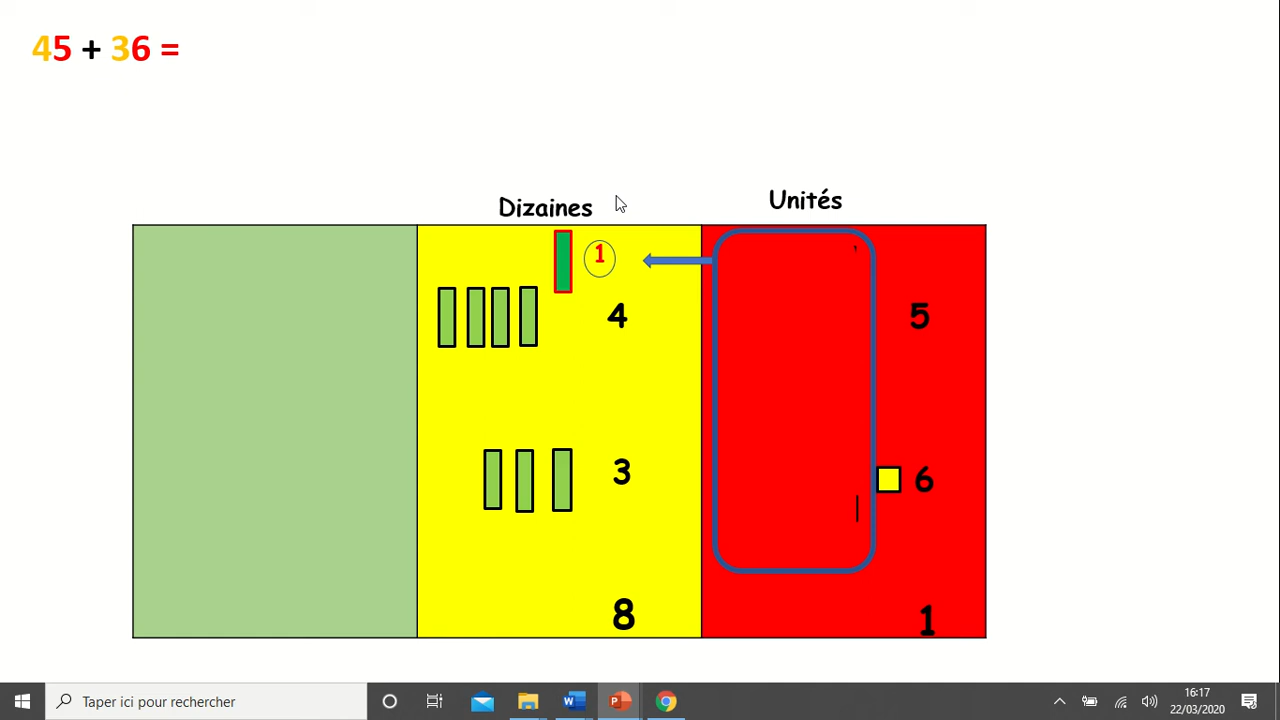 45 + 36 =
Dizaines
Unités
1
4
5
3
6
8
1
Taper ici pour rechercher
16:17
22/03/2020